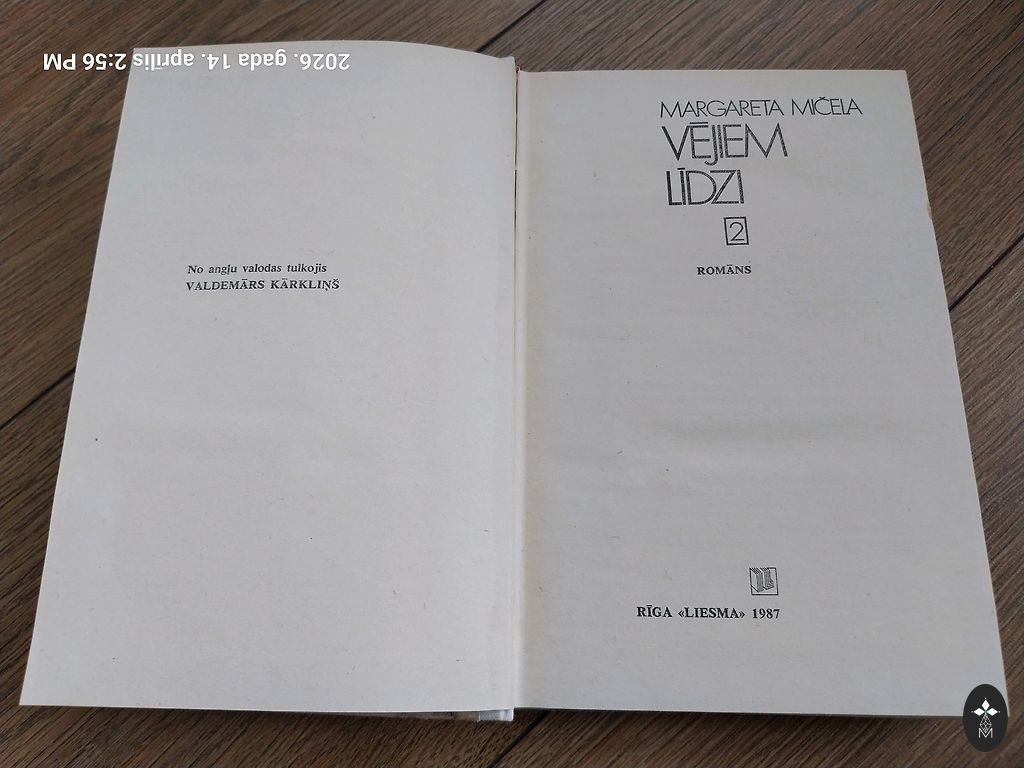 2026. gada 14. aprīlis 2:56 PM
No angļu valodas tulkojis
VALDEMĀRS KĀRKLIŅŠ
MARGARETA MIČELA
VĒJIEM
LĪDZI
2
ROMĀNS
RĪGA «LIESMA» 1987
M